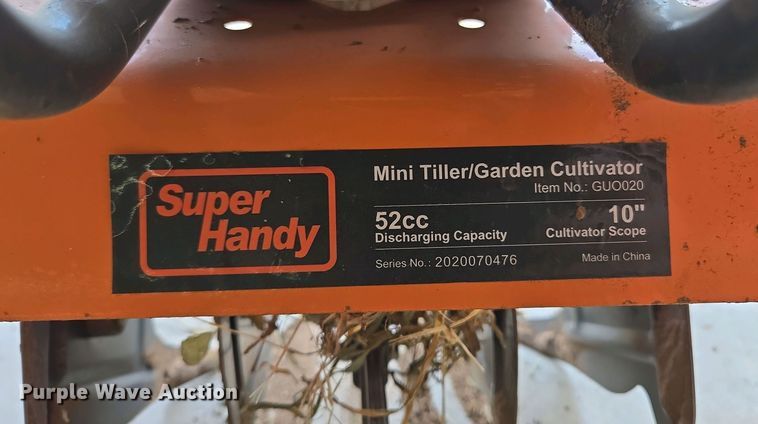 Super
Handy
Mini Tiller/Garden Cultivator
Item No.: GUO020
52cc
Discharging Capacity
10"
Cultivator Scope
Series No.: 2020070476
Made in China
Purple Wave Auction